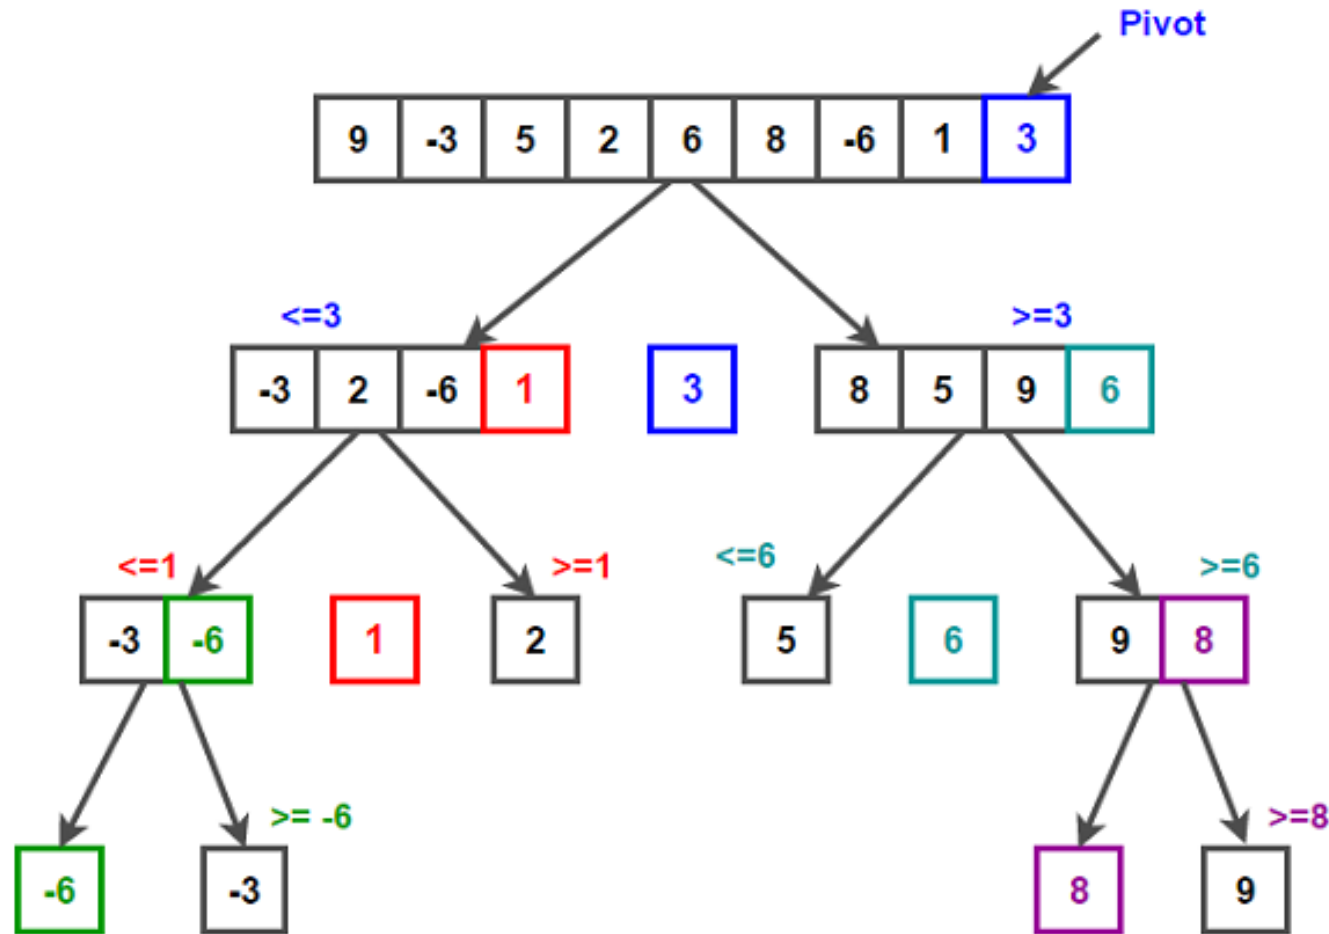 Pivot
9 -3 5 2 6 8 -6 1 3
<=3 >=3
-3 2 -6 1 3 8 5 9 6
<=1 >=1 <=6 >=6
-3 -6 1 2 5 6 9 8
>= -6 >=8
-6 -3 8 9